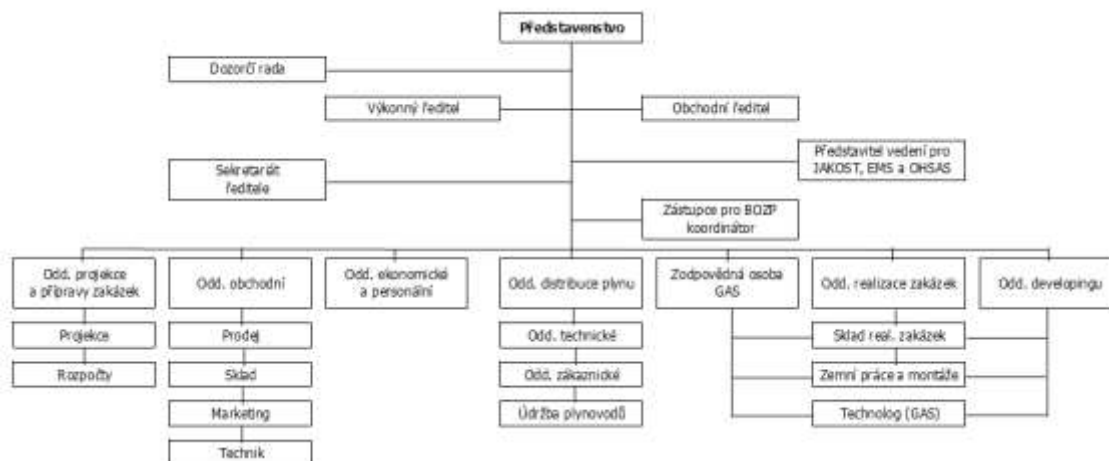 Představenstvo
Dozorčí rada
Výkonný ředitel
Obchodní ředitel
Představitel vedení pro
JAKOST, EMS a OHSAS
Sekretariát
ředitele
Zástupce pro BOZP
koordinátor
Odd. projekce
a přípravy zakázek
Odd. obchodní
Odd. ekonomické
a personální
Odd. distribuce plynu
Zodpovědná osoba
GAS
Odd. realizace zakázek
Odd. developingu
Projekce
Prodej
Odd. technické
Sklad real. zakázek
Rozpočty
Sklad
Odd. zákaznické
Zemní práce a montáže
Marketing
Údržba plynovodů
Technolog (GAS)
Technik